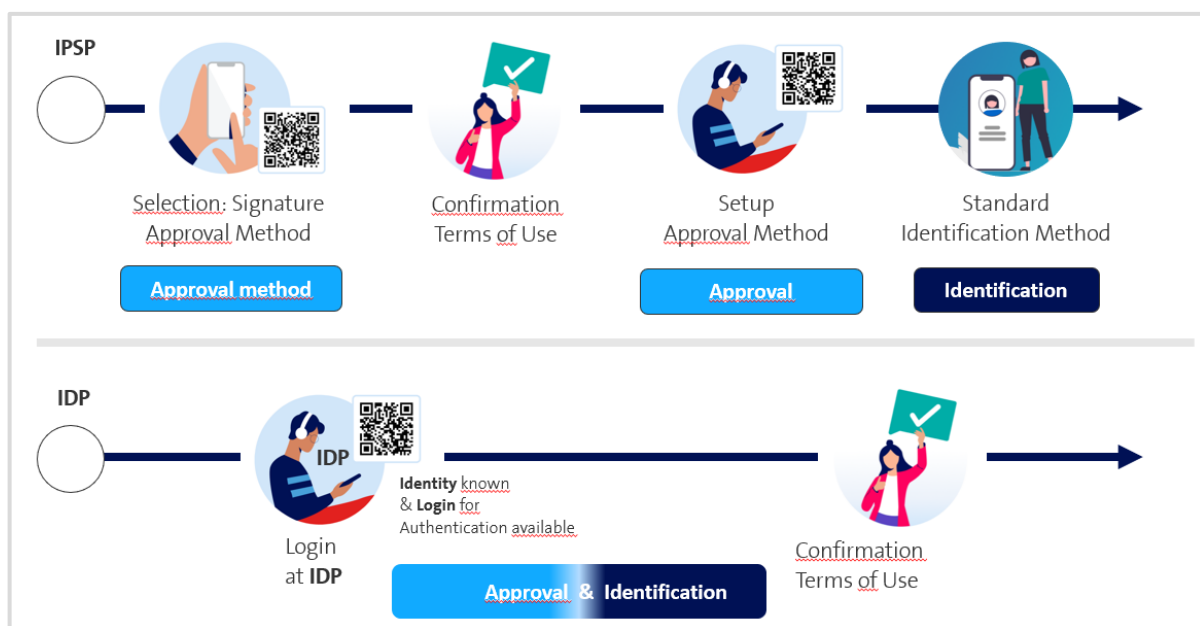 IPSP
Selection: Signature
Approval Method
Confirmation
Terms of Use
Setup
Approval Method
Standard
Identification Method
Approval method
Approval
Identification
IDP
IDP
Identity known
& Login for
Authentication available
Login
at IDP
Approval & Identification
Confirmation
Terms of Use